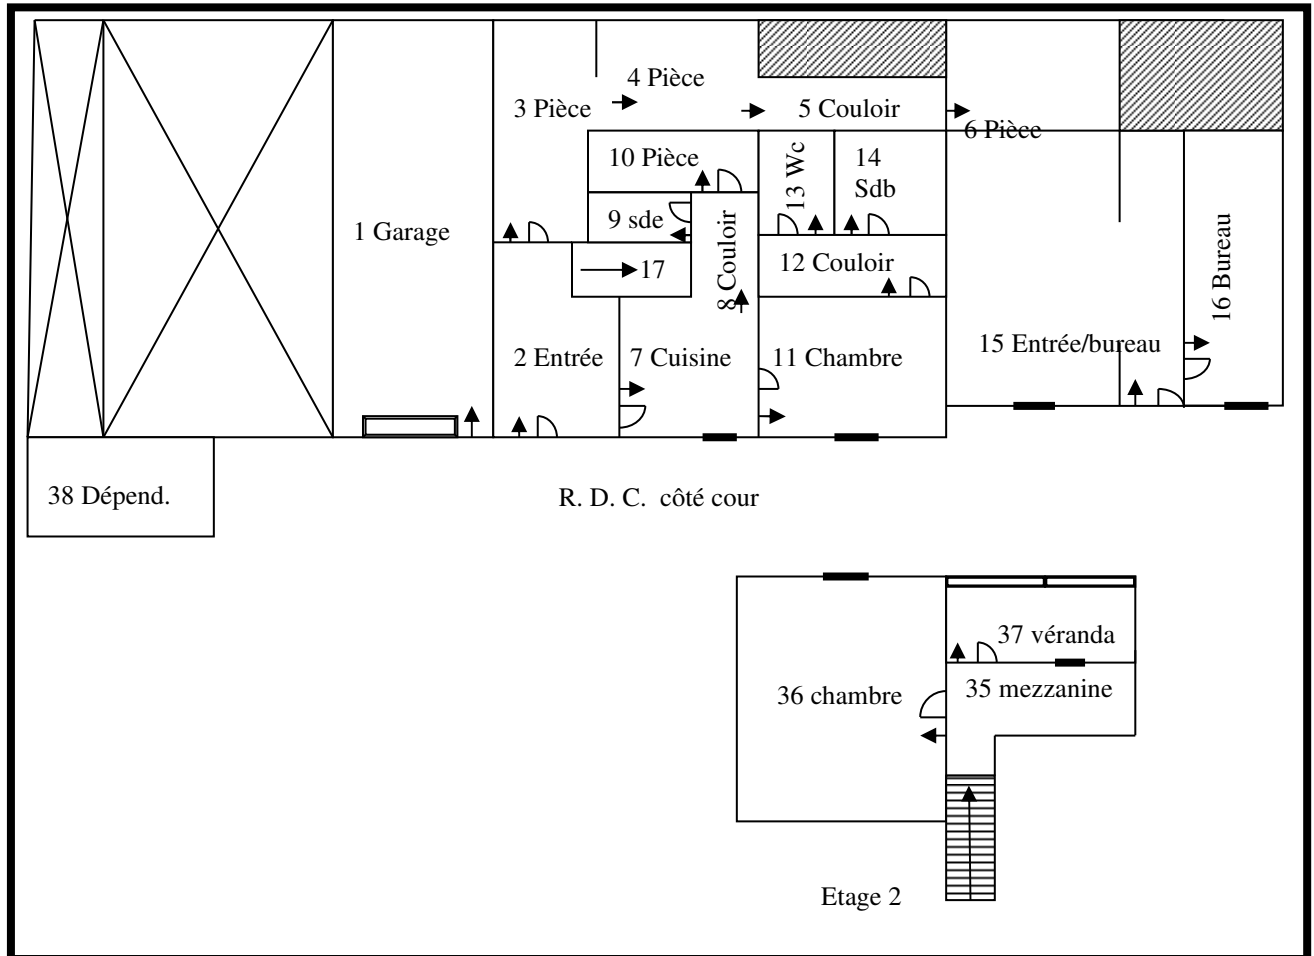 4 Pièce
3 Pièce
5 Couloir
6 Pièce
10 Pièce
13 Wc
14
Sdb
9 sde
1 Garage
8 Couloir
12 Couloir
17
16 Bureau
2 Entrée
7 Cuisine
11 Chambre
15 Entrée/bureau
38 Dépend.
R. D. C.  côté cour
37 véranda
36 chambre
35 mezzanine
Etage 2